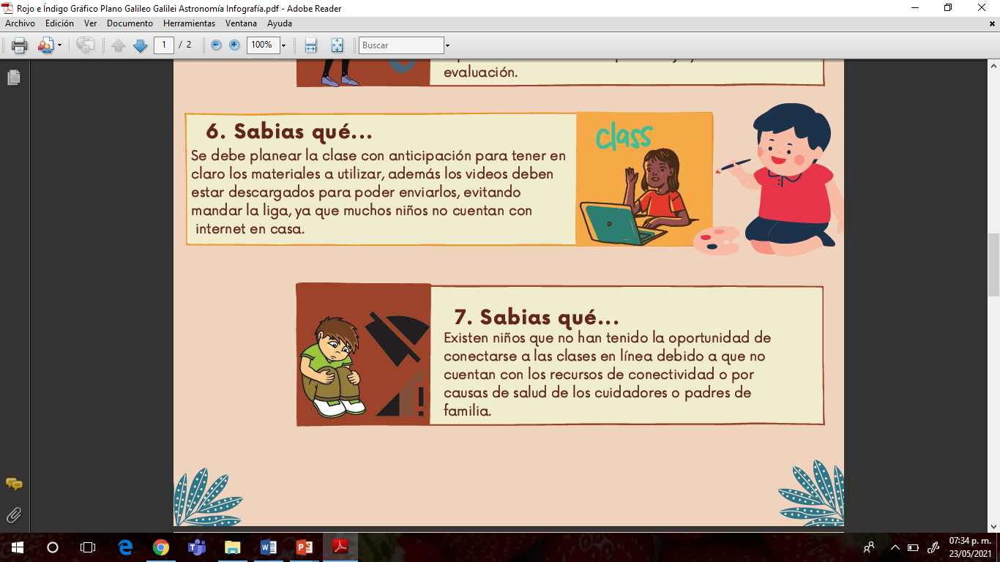 Rojo e Índigo Gráfico Plano Galileo Galilei Astronomía Infografía.pdf - Adobe Reader
Archivo Edición Ver Documento Herramientas Ventana Ayuda
1 / 2 100% Buscar
evaluación.
6. Sabias qué...
Se debe planear la clase con anticipación para tener en
claro los materiales a utilizar, además los videos deben
estar descargados para poder enviarlos, evitando
mandar la liga, ya que muchos niños no cuentan con
internet en casa.
class
7. Sabias qué...
Existen niños que no han tenido la oportunidad de
conectarse a las clases en línea debido a que no
cuentan con los recursos de conectividad o por
causas de salud de los cuidadores o padres de
familia.
07:34 p. m.
23/05/2021